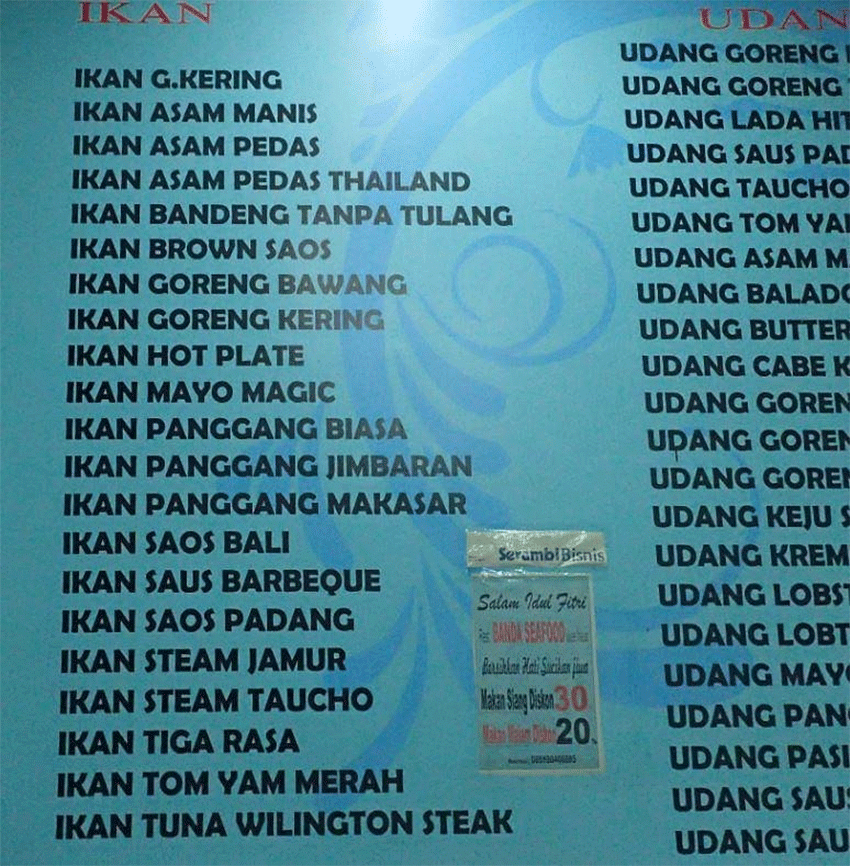 IKAN
IKAN G.KERING
IKAN ASAM MANIS
IKAN ASAM PEDAS
IKAN ASAM PEDAS THAILAND
IKAN BANDENG TANPA TULANG
IKAN BROWN SAOS
IKAN GORENG BAWANG
IKAN GORENG KERING
IKAN HOT PLATE
IKAN MAYO MAGIC
IKAN PANGGANG BIASA
IKAN PANGGANG JIMBARAN
IKAN PANGGANG MAKASAR
IKAN SAOS BALI
IKAN SAUS BARBEQUE
IKAN SAOS PADANG
IKAN STEAM JAMUR
IKAN STEAM TAUCHO
IKAN TIGA RASA
IKAN TOM YAM MERAH
IKAN TUNA WILINGTON STEAK
Serambi Bisnis
Salam Idul Fitri
BANDA SEAFOOD
Bersihkan Hati Sucikan Jiwa
Makan Siang Diskon 30
Makan Malam Diskon 20%
UDANG
UDANG GORENG
UDANG GORENG
UDANG LADA HIT
UDANG SAUS PAD
UDANG TAUCHO
UDANG TOM YA
UDANG ASAM M
UDANG BALADO
UDANG BUTTER
UDANG CABE K
UDANG GOREN
UDANG GOREN
UDANG GOREN
UDANG KEJU S
UDANG KREM
UDANG LOBST
UDANG LOBT
UDANG MAYO
UDANG PAN
UDANG PASI
UDANG SAUS
UDANG SAU